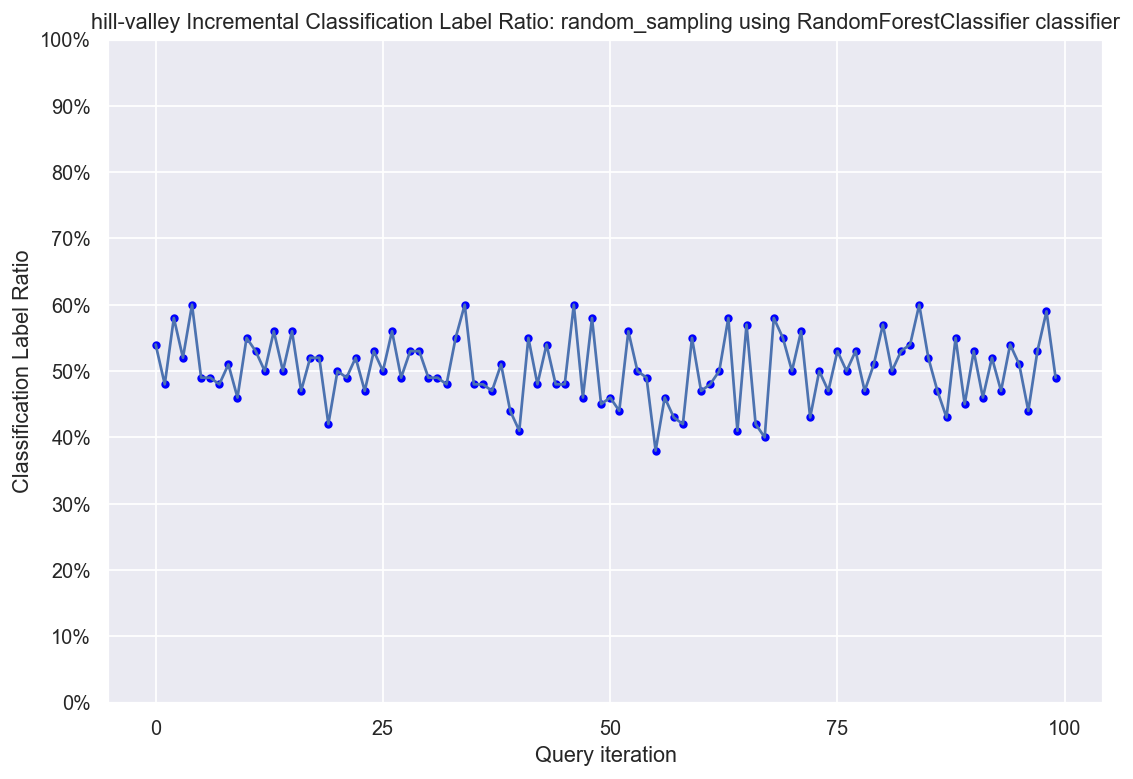 hill-valley Incremental Classification Label Ratio: random_sampling using RandomForestClassifier classifier
100%
90%
80%
70%
60%
50%
40%
30%
20%
10%
0%
Classification Label Ratio
0 25 50 75 100
Query iteration